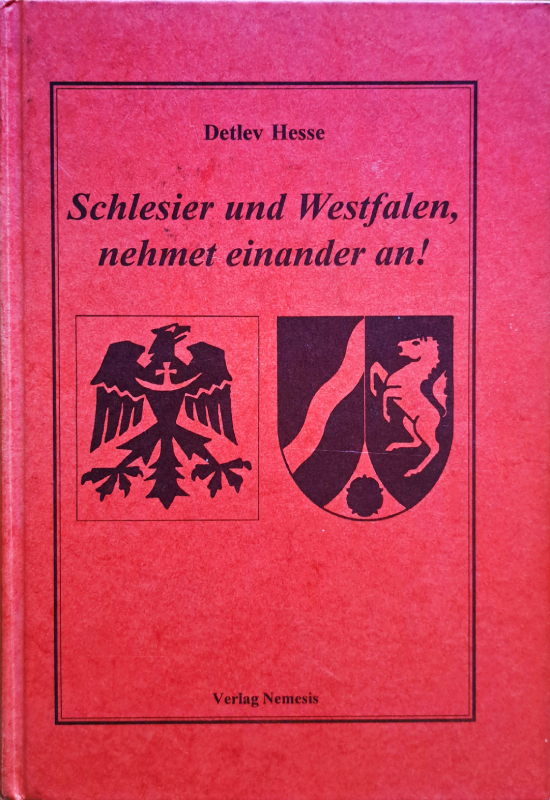 Detlev Hesse
Schlesier und Westfalen,
nehmet einander an!
Verlag Nemesis